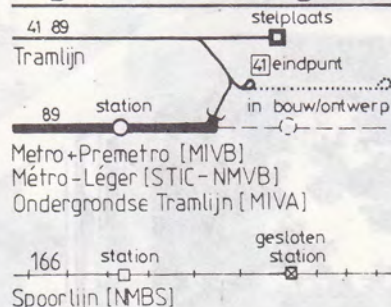 stelplaats
41 89
Tramlijn
41 eindpunt
89 station in bouw/ontwerp
Metro+Premetro [MIVB]
Métro-Léger [STIC-NMVB]
Ondergrondse Tramlijn [MIVA]
gesloten
166 station station
Spoorlijn [NMBS]